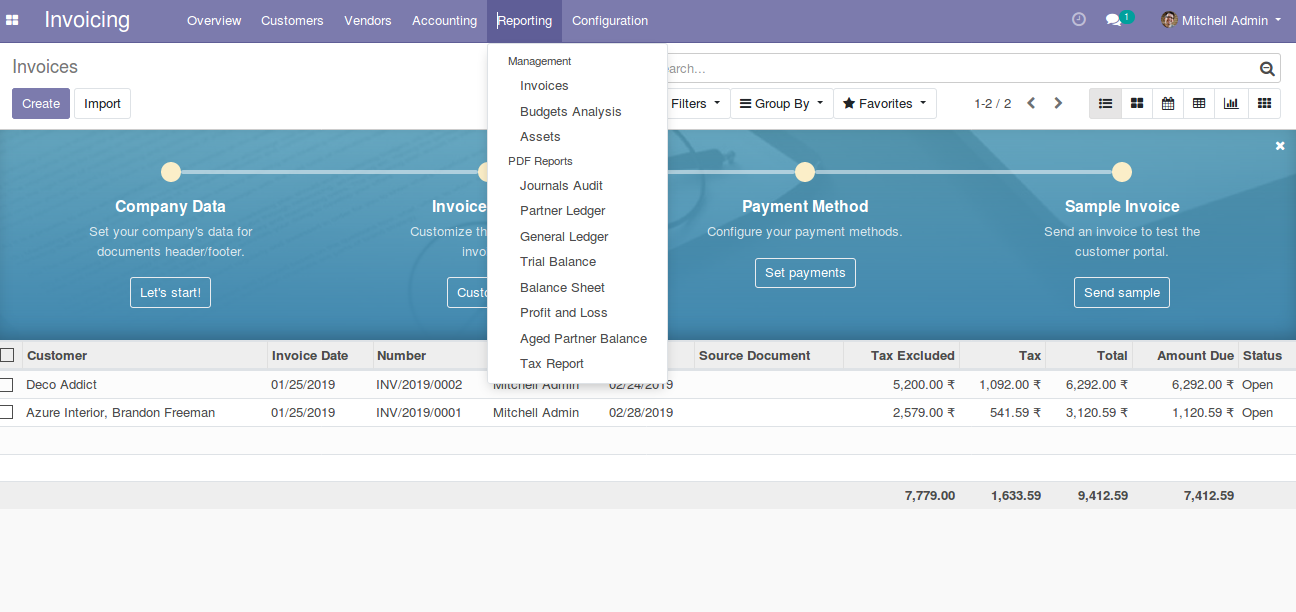 Invoicing Overview Customers Vendors Accounting Reporting Configuration 1 Mitchell Admin
Invoices
Create Import
arch...
Filters Group By Favorites 1-2 / 2
Management
Invoices
Budgets Analysis
Assets
PDF Reports
Journals Audit
Partner Ledger
General Ledger
Trial Balance
Balance Sheet
Profit and Loss
Aged Partner Balance
Tax Report
Company Data
Set your company's data for
documents header/footer.
Let's start!
Invoice
Customize th
invo
Custo
Payment Method
Configure your payment methods.
Set payments
Sample Invoice
Send an invoice to test the
customer portal.
Send sample
Customer Invoice Date Number Source Document Tax Excluded Tax Total Amount Due Status
Deco Addict 01/25/2019 INV/2019/0002 Mitchell Admin 02/24/2019 5,200.00 ₹ 1,092.00 ₹ 6,292.00 ₹ 6,292.00 ₹ Open
Azure Interior, Brandon Freeman 01/25/2019 INV/2019/0001 Mitchell Admin 02/28/2019 2,579.00 ₹ 541.59 ₹ 3,120.59 ₹ 1,120.59 ₹ Open
7,779.00 1,633.59 9,412.59 7,412.59